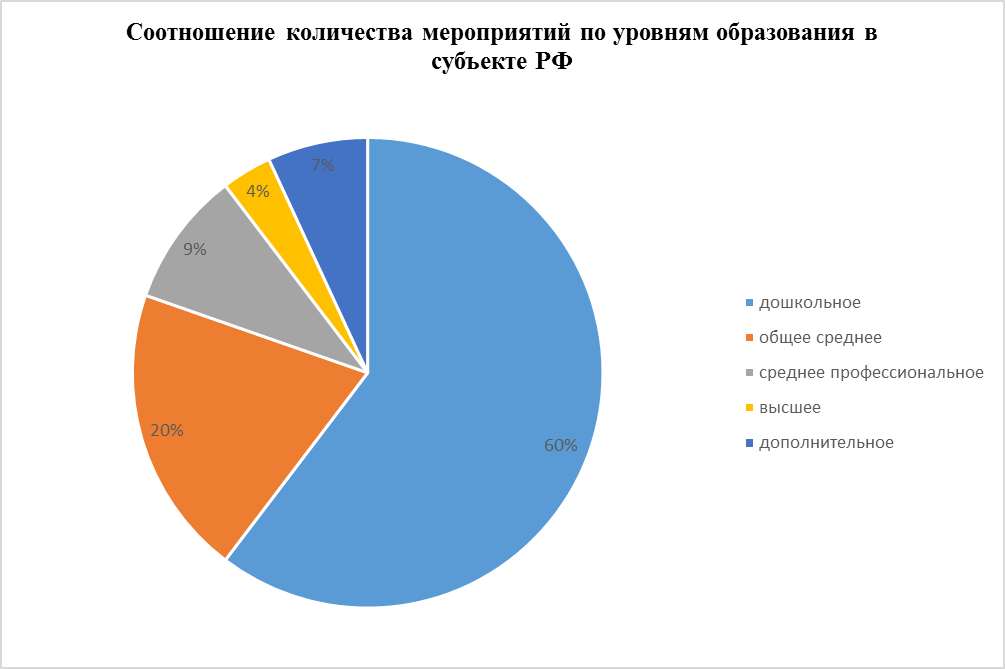 Соотношение количества мероприятий по уровням образования в
субъекте РФ
7%
4%
9%
20%
60%
дошкольное
общее среднее
среднее профессиональное
высшее
дополнительное